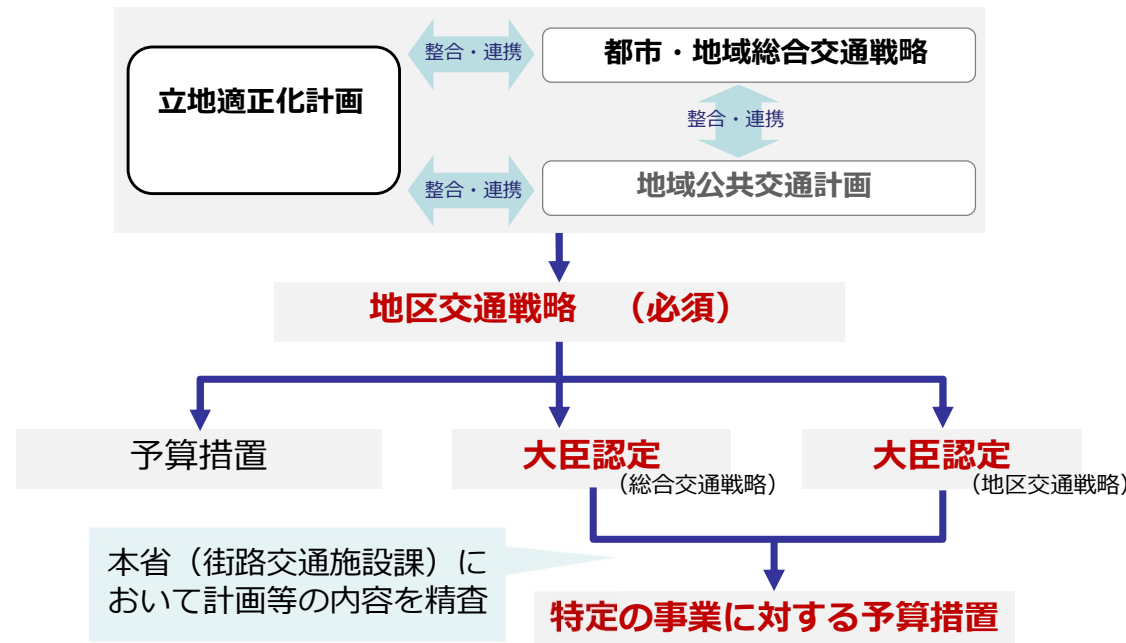 整合・連携
都市・地域総合交通戦略
立地適正化計画
整合・連携
整合・連携
地域公共交通計画
地区交通戦略　（必須）
予算措置
大臣認定
（総合交通戦略）
大臣認定
（地区交通戦略）
本省（街路交通施設課）に
おいて計画等の内容を精査
特定の事業に対する予算措置